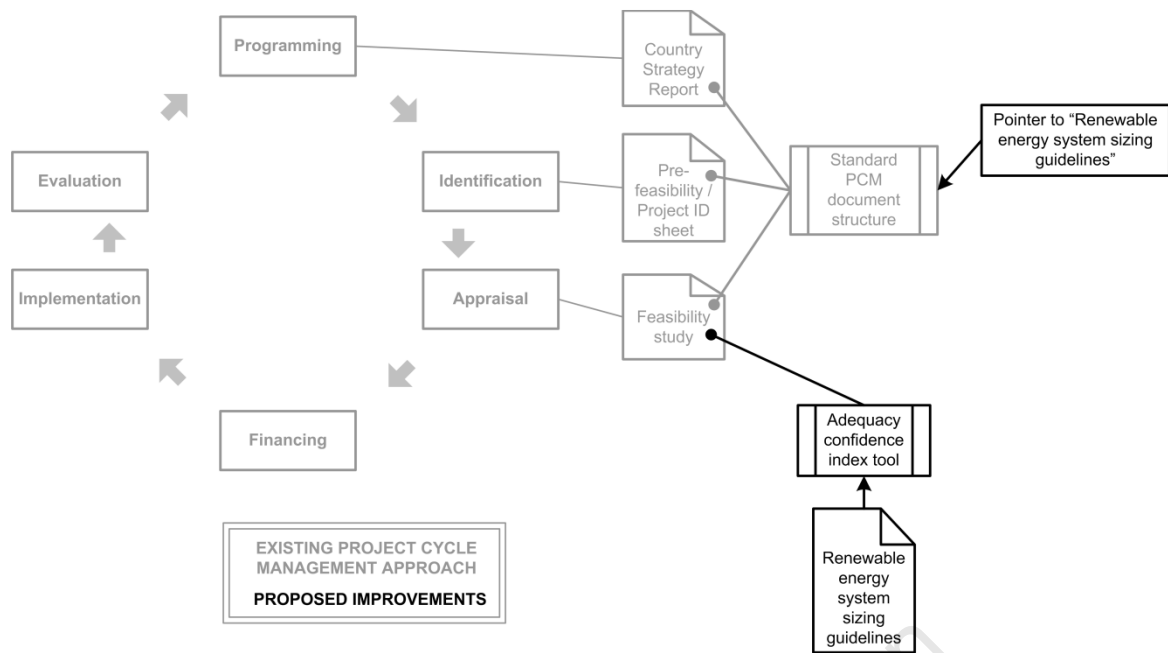 Programming
Country
Strategy
Report
Pointer to “Renewable
energy system sizing
guidelines”
Evaluation
Identification
Pre-
feasibility /
Project ID
sheet
Standard
PCM
document
structure
Implementation
Appraisal
Feasibility
study
Financing
Adequacy
confidence
index tool
EXISTING PROJECT CYCLE
MANAGEMENT APPROACH
PROPOSED IMPROVEMENTS
Renewable
energy
system
sizing
guidelines